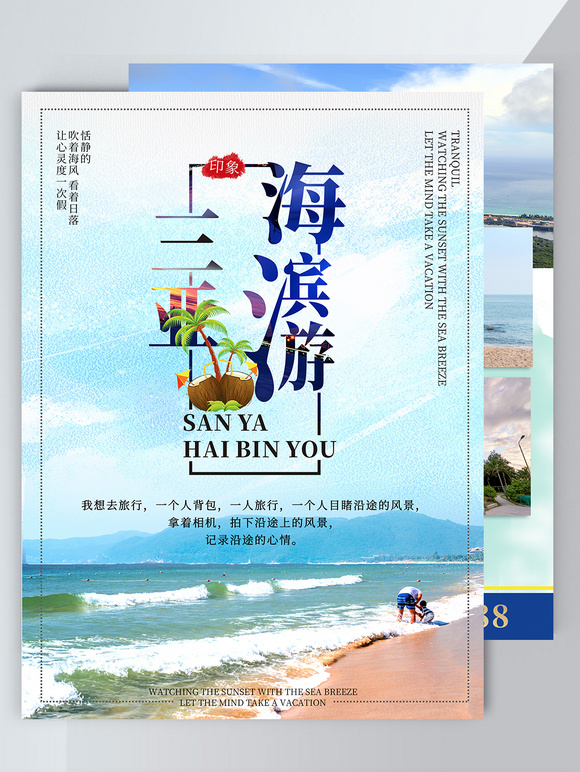 恬静的
吹着海风 看着日落
让心灵度一次假
TRANQUIL
WATCHING THE SUNSET WITH THE SEA BREEZE
LET THE MIND TAKE A VACATION
印象
三亚
海滨游
SAN YA
HAI BIN YOU
我想去旅行，一个人背包，一人旅行，一个人目睹沿途的风景，
拿着相机，拍下沿途上的风景，
记录沿途的心情。
WATCHING THE SUNSET WITH THE SEA BREEZE
LET THE MIND TAKE A VACATION
38